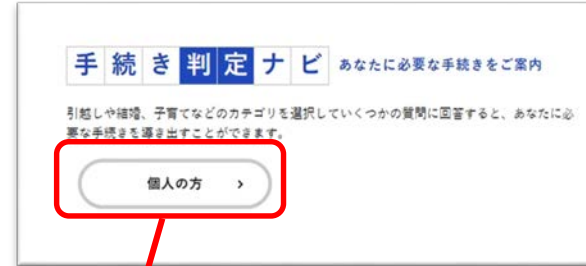 手続き判定ナビ あなたに必要な手続きをご案内
引越しや結婚、子育てなどのカテゴリを選択していくつかの質問に回答すると、あなたに必
要な手続きを導き出すことができます。
個人の方 ›